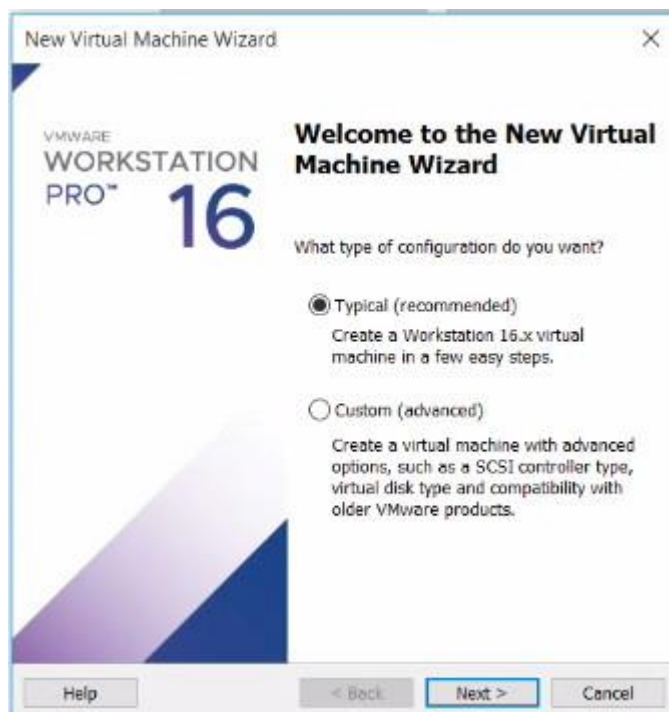 New Virtual Machine Wizard
VMWARE
WORKSTATION
PRO™
16
Welcome to the New Virtual
Machine Wizard
What type of configuration do you want?
Typical (recommended)
Create a Workstation 16.x virtual
machine in a few easy steps.
Custom (advanced)
Create a virtual machine with advanced
options, such as a SCSI controller type,
virtual disk type and compatibility with
older VMware products.
Help
< Back
Next >
Cancel